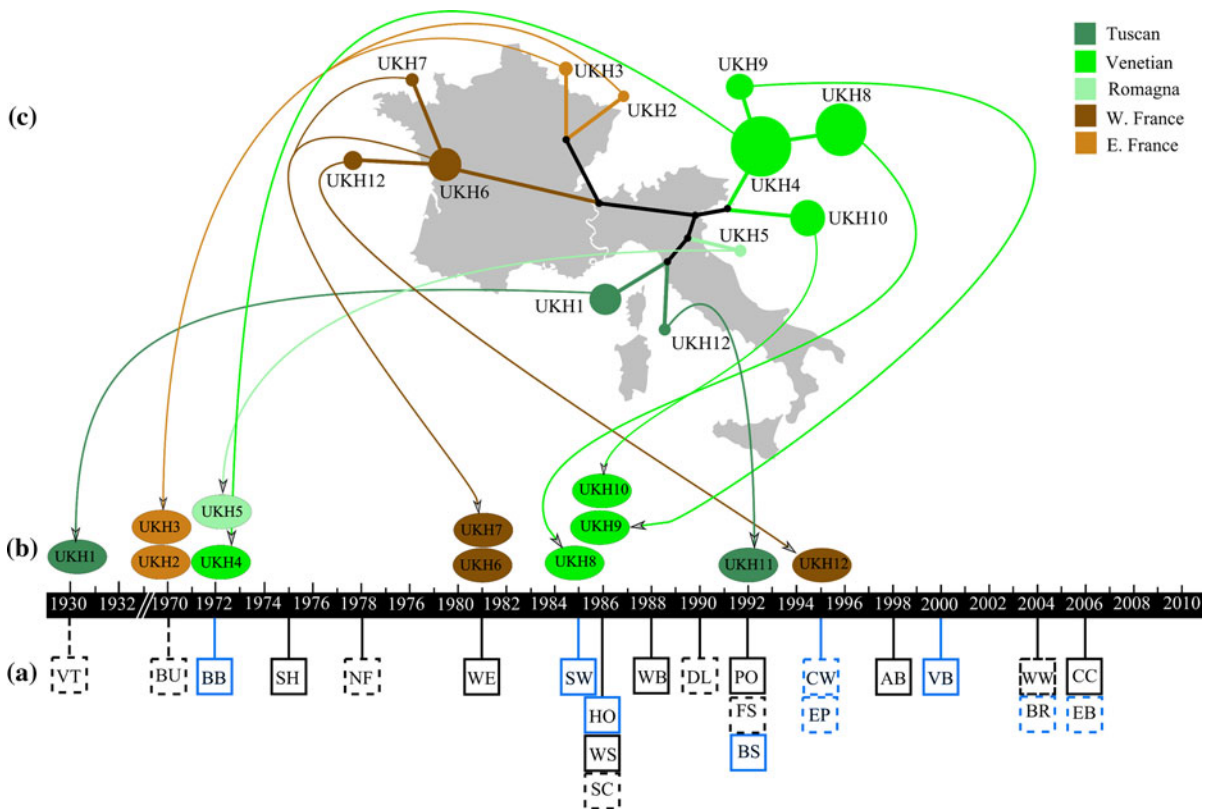 (c)
UKH7
UKH3
UKH2
UKH9
UKH8
Tuscan
Venetian
Romagna
W. France
E. France
UKH12
UKH6
UKH4
UKH10
UKH5
UKH1
UKH12
(b)
UKH1
UKH3
UKH2
UKH5
UKH4
UKH7
UKH6
UKH10
UKH9
UKH8
UKH11
UKH12
1930 1932 1970 1972 1974 1976 1978 1976 1980 1982 1984 1986 1988 1990 1992 1994 1996 1998 2000 2002 2004 2006 2008 2010
(a)
VT BU BB SH NF WE SW WB DL PO CW AB VB WW CC
HO FS EP BR EB
WS BS
SC